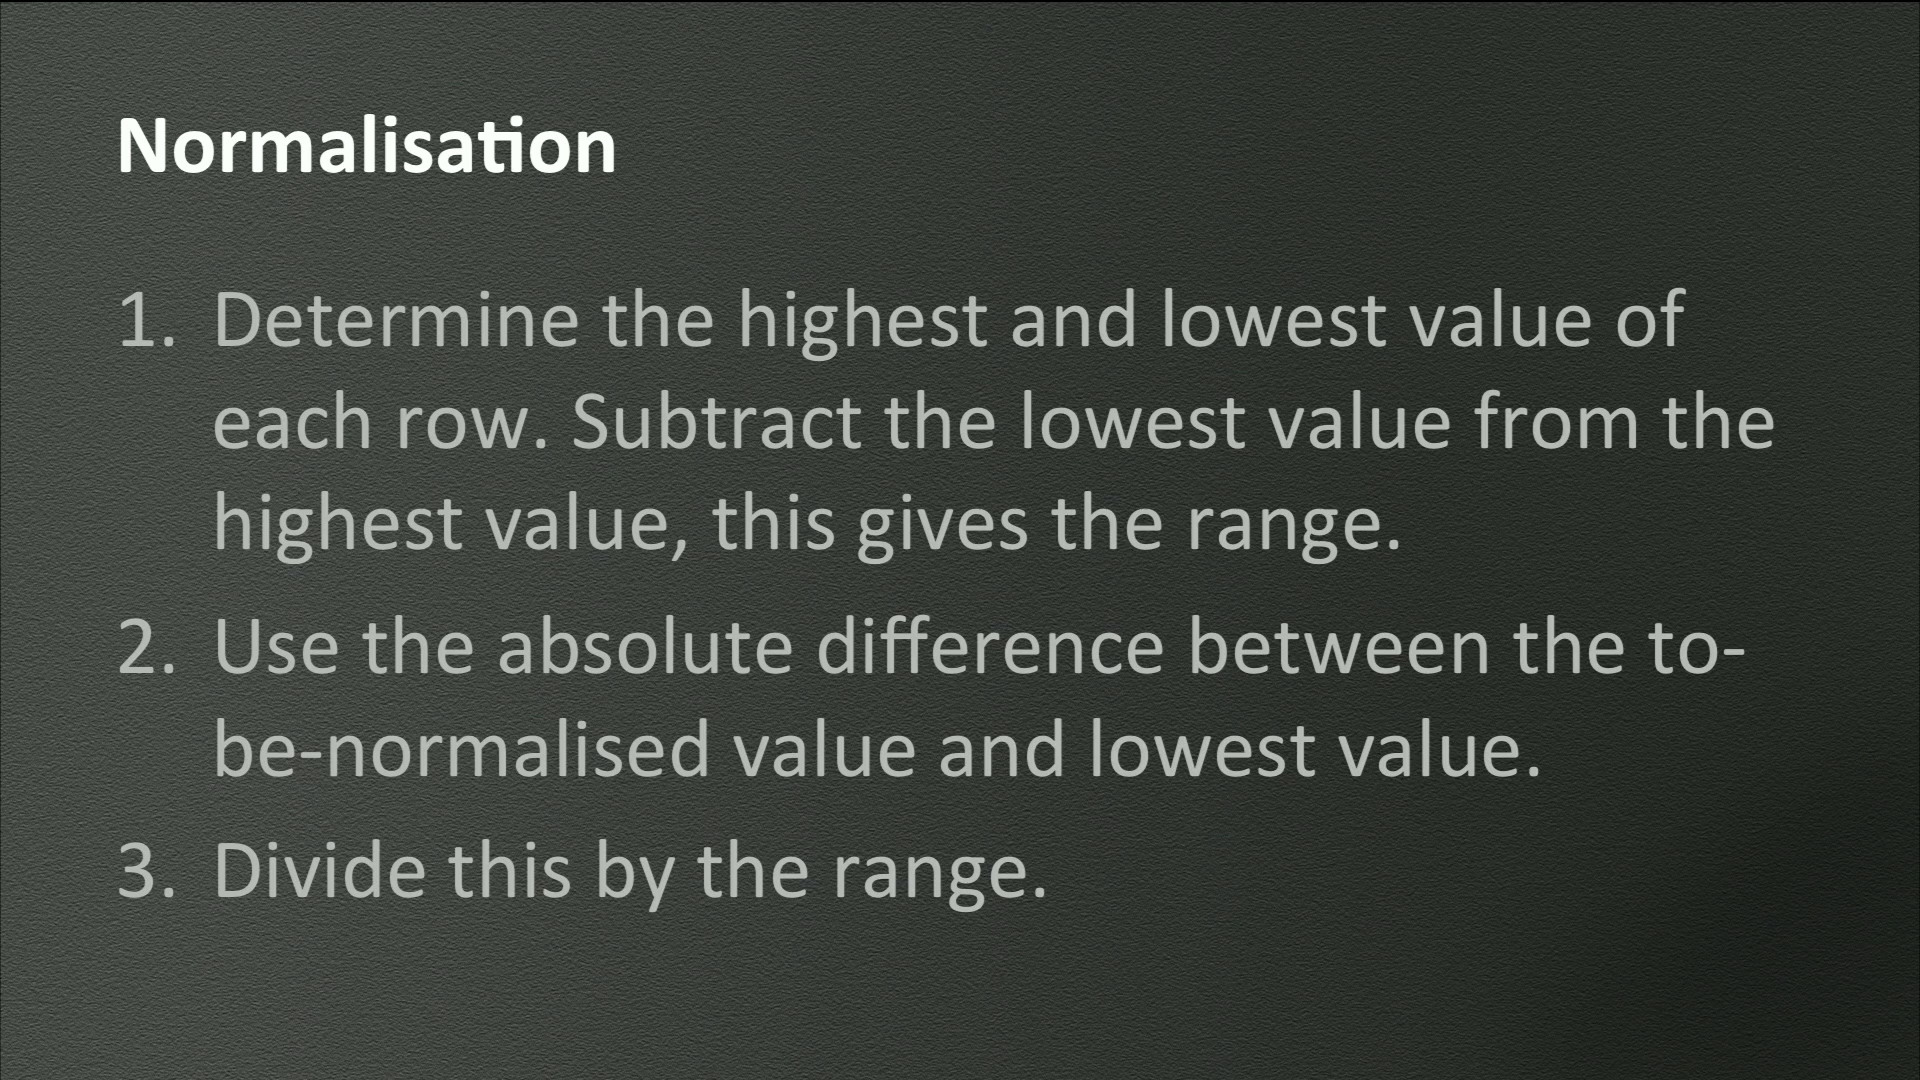 Normalisation
1. Determine the highest and lowest value of
each row. Subtract the lowest value from the
highest value, this gives the range.
2. Use the absolute difference between the to-
be-normalised value and lowest value.
3. Divide this by the range.